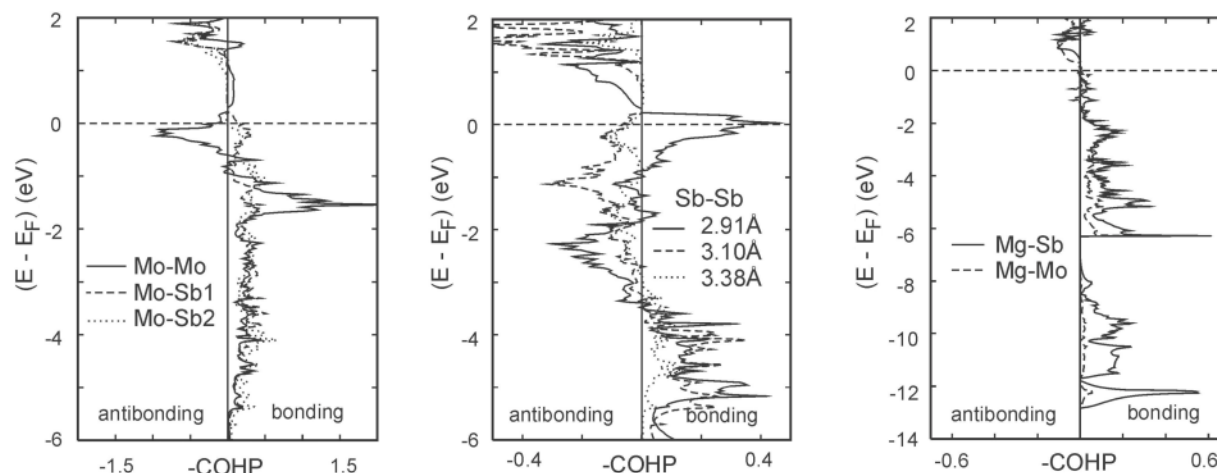 2
0
-2
-4
-6
(E - EF) (eV)
Mo-Mo
Mo-Sb1
Mo-Sb2
antibonding
bonding
-1.5
-COHP
1.5
2
0
-2
-4
-6
(E - EF) (eV)
Sb-Sb
2.91Å
3.10Å
3.38Å
antibonding
bonding
-0.4
-COHP
0.4
2
0
-2
-4
-6
-8
-10
-12
-14
(E - EF) (eV)
Mg-Sb
Mg-Mo
antibonding
bonding
-0.6
-COHP
0.6